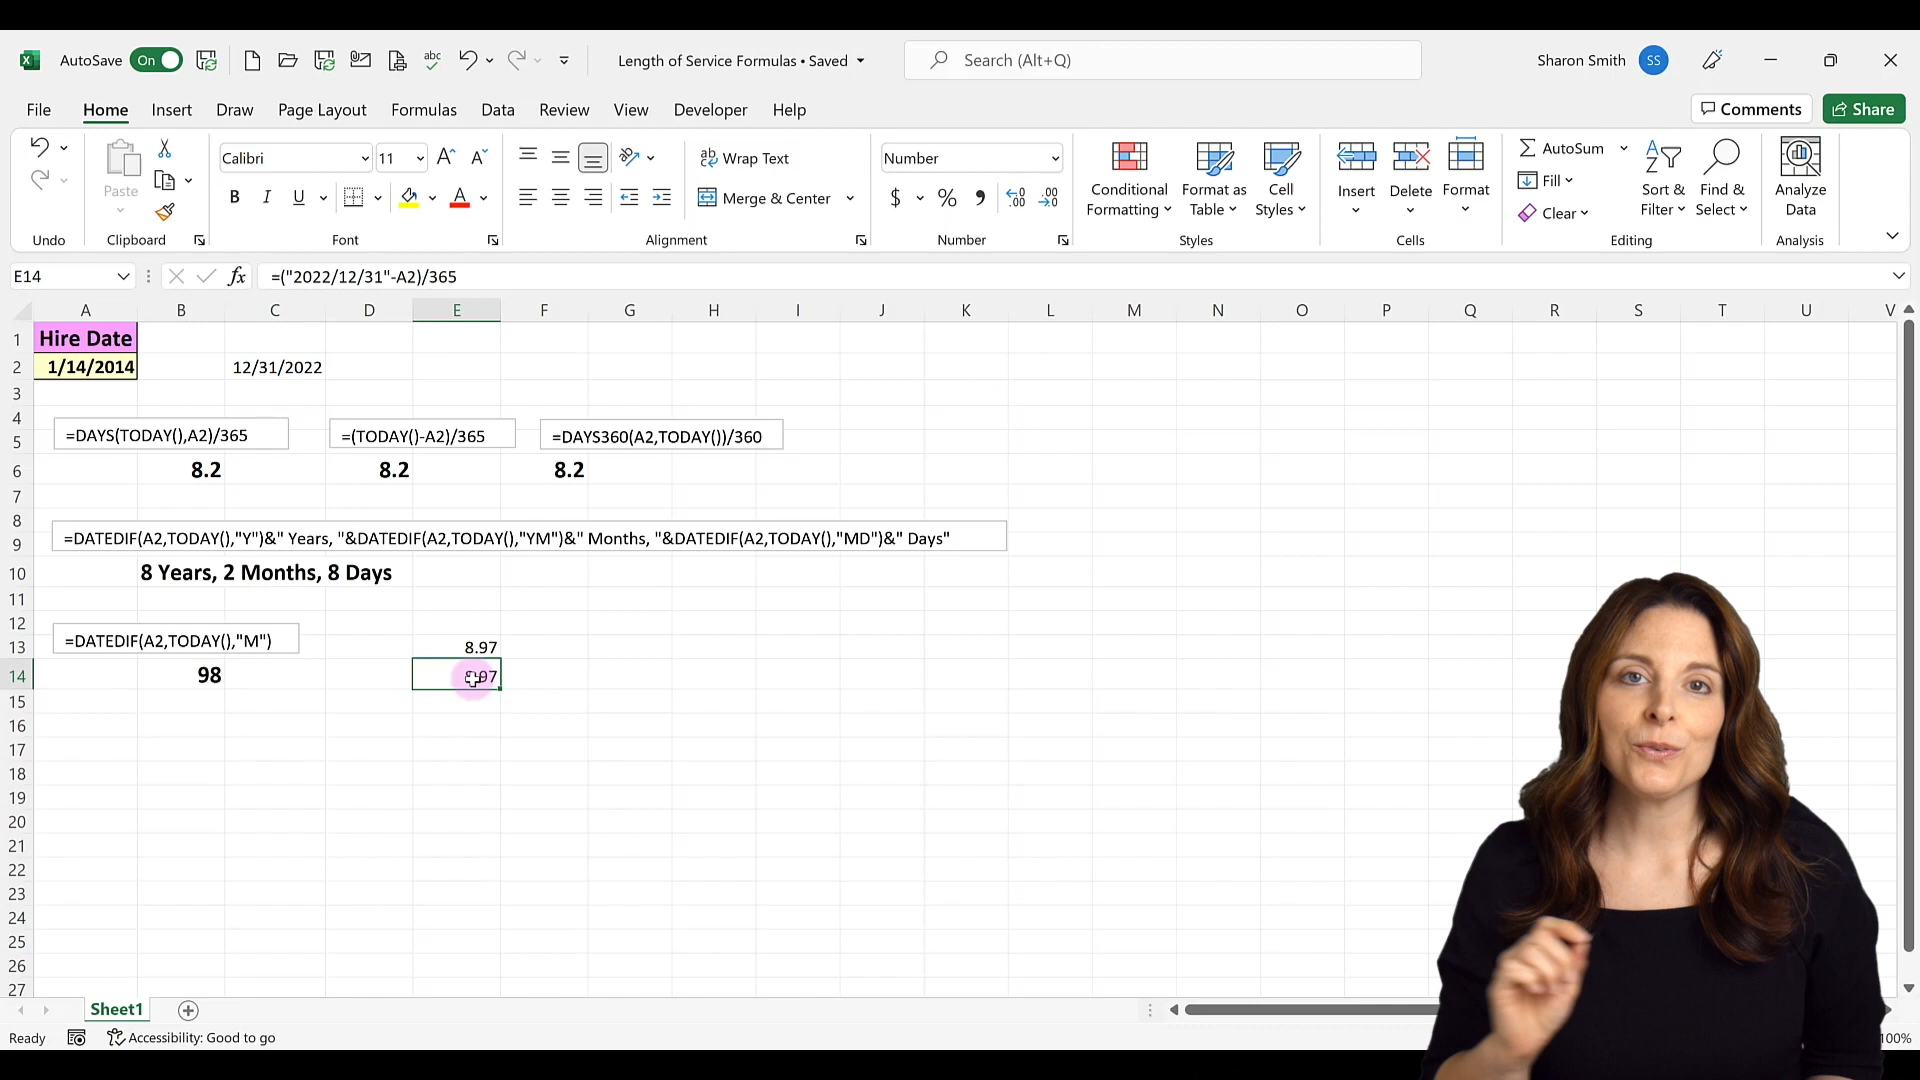 AutoSave On Length of Service Formulas • Saved Search (Alt+Q) Sharon Smith SS
File Home Insert Draw Page Layout Formulas Data Review View Developer Help Comments Share
Paste
Calibri 11
B I U A
ab Wrap Text
Merge & Center
Number
$ % 9 .00 .00
Conditional Formatting
Format as Table
Cell Styles
Insert Delete Format
AutoSum
Fill
Clear
Sort & Filter
Find & Select
Analyze Data
Undo Clipboard Font Alignment Number Styles Cells Editing Analysis
E14 fx =("2022/12/31"-A2)/365
A B C D E F G H I J K L M N O P Q R S T U V
1 Hire Date
2 1/14/2014 12/31/2022
3
4
5 =DAYS(TODAY(),A2)/365 =(TODAY()-A2)/365 =DAYS360(A2,TODAY())/360
6 8.2 8.2 8.2
7
8
9 =DATEDIF(A2,TODAY(),"Y")&" Years, "&DATEDIF(A2,TODAY(),"YM")&" Months, "&DATEDIF(A2,TODAY(),"MD")&" Days"
10 8 Years, 2 Months, 8 Days
11
12
=DATEDIF(A2,TODAY(),"M")
13 8.97
14 98 97
15
16
17
18
19
20
21
22
23
24
25
26
27
Sheet1
Ready Accessibility: Good to go 100%